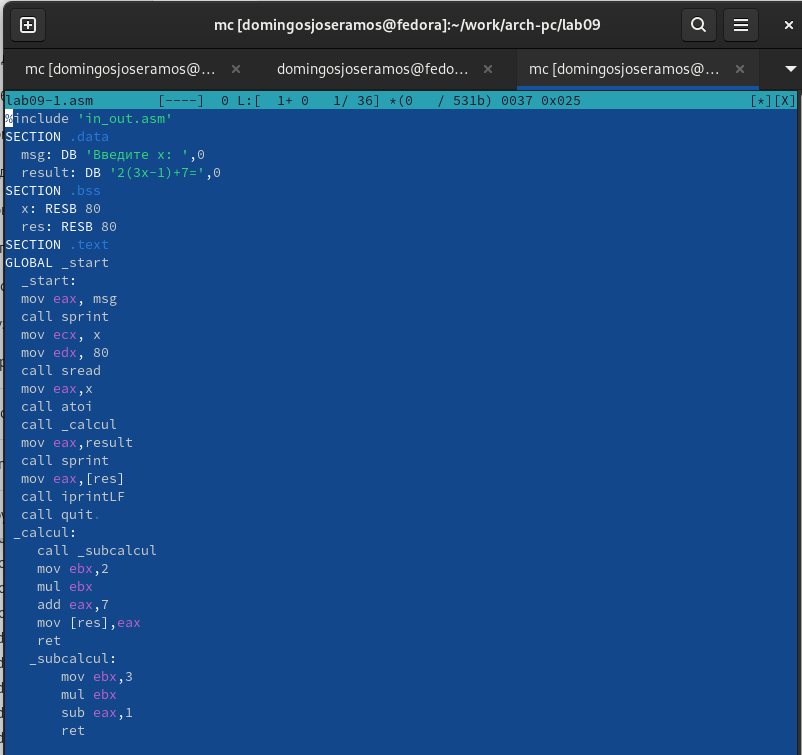 mc [domingosjoseramos@fedora]:~/work/arch-pc/lab09
mc [domingosjoseramos@...
domingosjoseramos@fedo...
mc [domingosjoseramos@...
lab09-1.asm        [----]  0 L:[  1+ 0   1/ 36] *(0   / 531b) 0037 0x025                     [*][X]
%include 'in_out.asm'
SECTION .data
  msg: DB 'Введите x: ',0
  result: DB '2(3x-1)+7=',0
SECTION .bss
  x: RESB 80
  res: RESB 80
SECTION .text
GLOBAL _start
  _start:
  mov eax, msg
  call sprint
  mov ecx, x
  mov edx, 80
  call sread
  mov eax,x
  call atoi
  call _calcul
  mov eax,result
  call sprint
  mov eax,[res]
  call iprintLF
  call quit.
 _calcul:
    call _subcalcul
    mov ebx,2
    mul ebx
    add eax,7
    mov [res],eax
    ret
   _subcalcul:
       mov ebx,3
       mul ebx
       sub eax,1
       ret